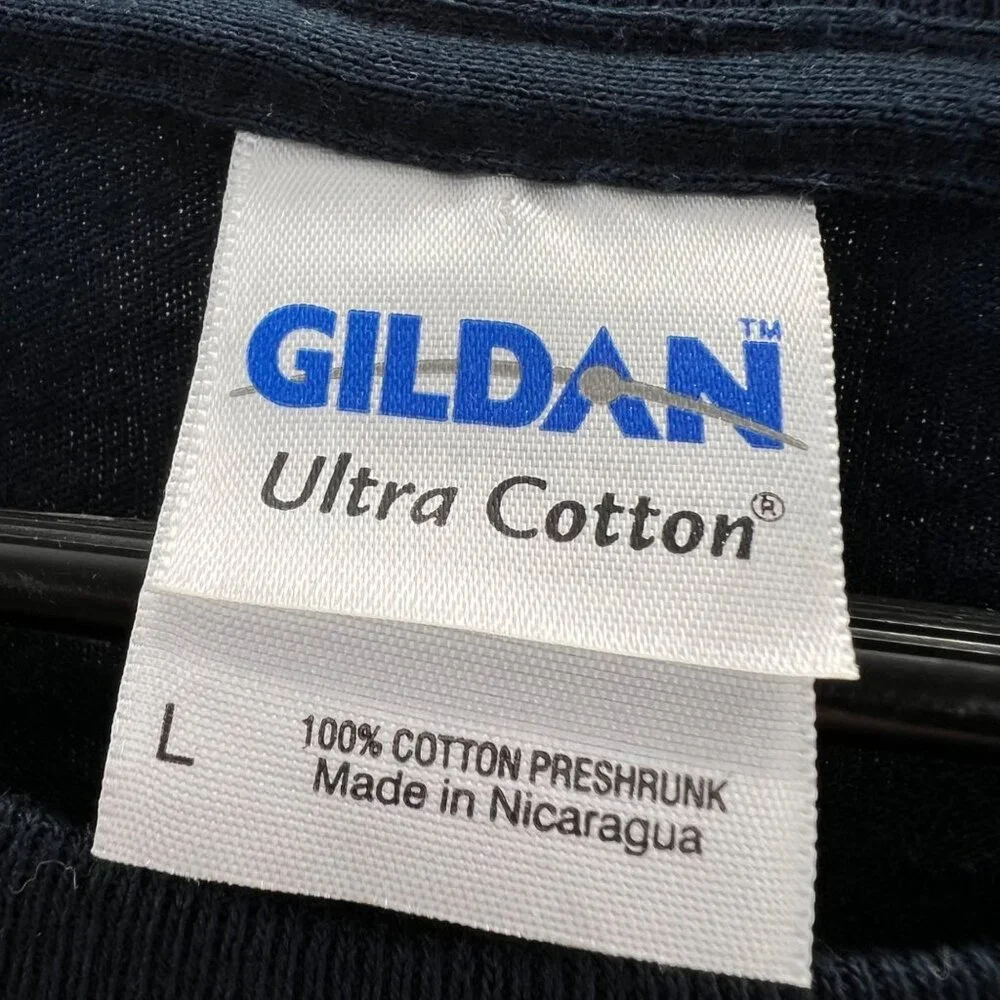 GILDAN™
Ultra Cotton®
L
100% COTTON PRESHRUNK
Made in Nicaragua